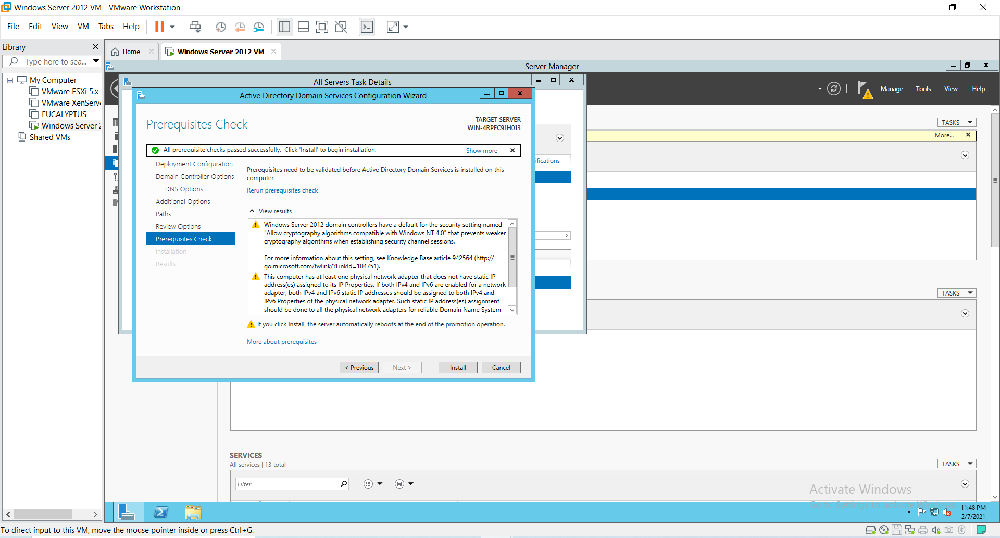 Windows Server 2012 VM - VMware Workstation
File Edit View VM Tabs Help
Library
Type here to sea...
My Computer
VMware ESXi 5.x
VMware XenServe
EUCALYPTUS
Windows Server 2
Shared VMs
Home
Windows Server 2012 VM
Server Manager
Manage Tools View Help
All Servers Task Details
Active Directory Domain Services Configuration Wizard
Prerequisites Check
TARGET SERVER
WIN-4RPFC91H013
All prerequisite checks passed successfully. Click 'Install' to begin installation.
Show more
Deployment Configuration
Domain Controller Options
DNS Options
Additional Options
Paths
Review Options
Prerequisites Check
Installation
Results
Prerequisites need to be validated before Active Directory Domain Services is installed on this
computer
Rerun prerequisites check
View results
Windows Server 2012 domain controllers have a default for the security setting named
"Allow cryptography algorithms compatible with Windows NT 4.0" that prevents weaker
cryptography algorithms when establishing security channel sessions.
For more information about this setting, see Knowledge Base article 942564 (http://
go.microsoft.com/fwlink/?LinkId=104751).
This computer has at least one physical network adapter that does not have static IP
address(es) assigned to its IP Properties. If both IPv4 and IPv6 are enabled for a network
adapter, both IPv4 and IPv6 static IP addresses should be assigned to both IPv4 and
IPv6 Properties of the physical network adapter. Such static IP address(es) assignment
should be done to all the physical network adapters for reliable Domain Name System
If you click Install, the server automatically reboots at the end of the promotion operation.
More about prerequisites
< Previous
Next >
Install
Cancel
ifications
TASKS
More...
TASKS
SERVICES
All services | 13 total
TASKS
Filter
Activate Windows
Go to Settings to activate Windows.
11:48 PM
2/7/2021
To direct input to this VM, move the mouse pointer inside or press Ctrl+G.